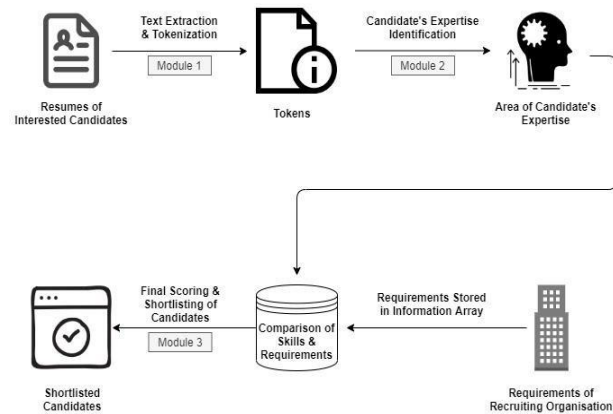 Text Extraction
& Tokenization
Module 1
Candidate's Expertise
Identification
Module 2
Resumes of
Interested Candidates
Tokens
Area of Candidate's
Expertise
Final Scoring &
Shortlisting of
Candidates
Module 3
Comparison of
Skills &
Requirements
Requirements Stored
in Information Array
Shortlisted
Candidates
Requirements of
Recruiting Organisation